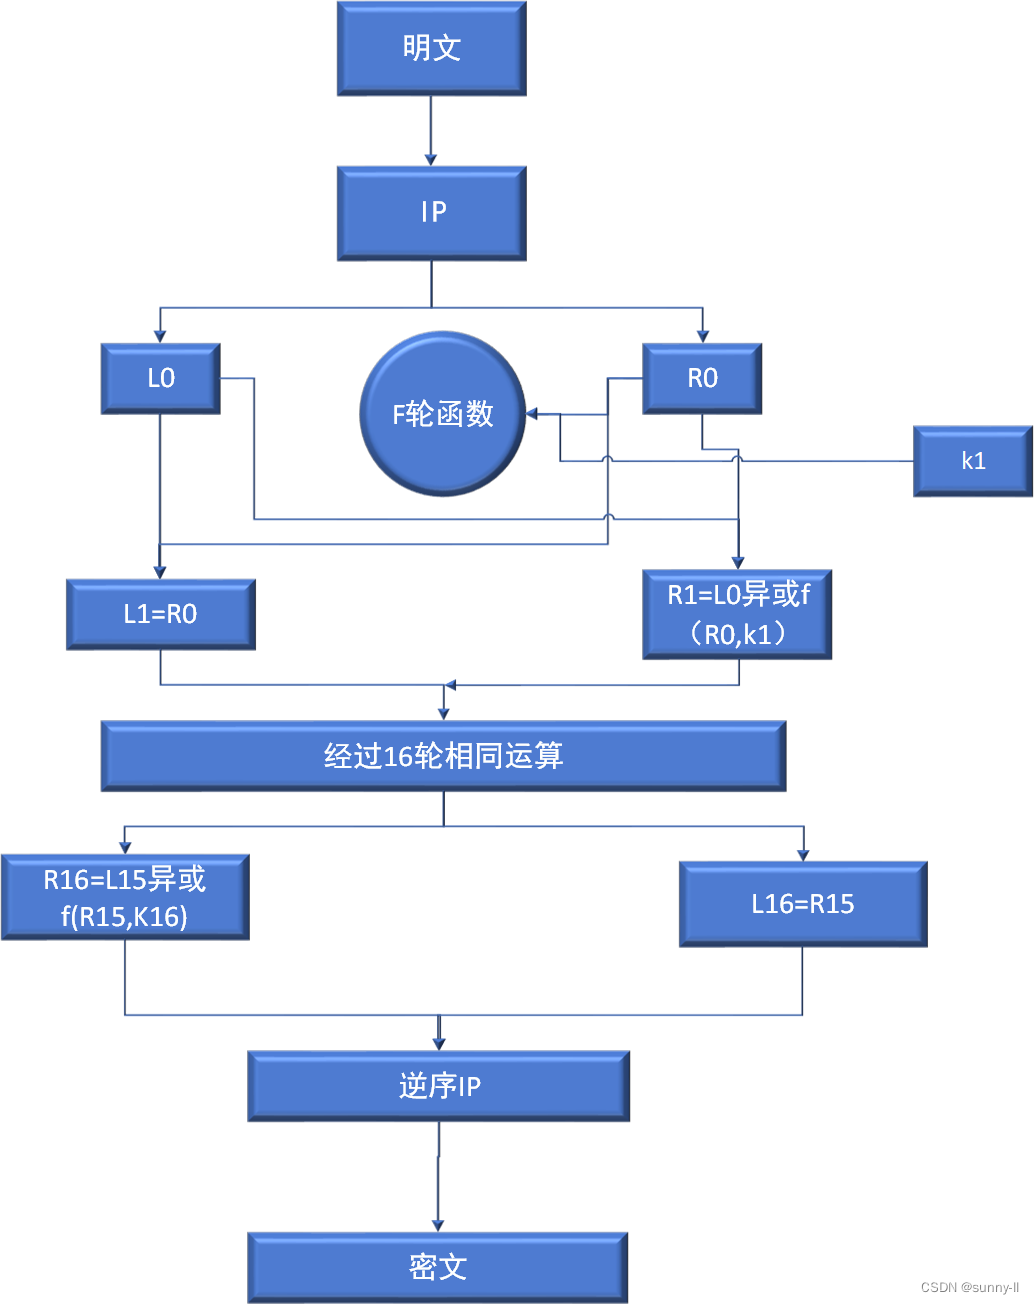 明文
IP
L0
R0
F轮函数
k1
L1=R0
R1=L0异或f
（R0,k1）
经过16轮相同运算
R16=L15异或
f(R15,K16)
L16=R15
逆序IP
密文
CSDN @sunny-ll